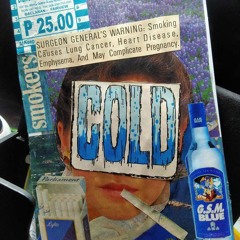 ₱ 25.00
SURGEON GENERAL'S WARNING: Smoking
Causes Lung Cancer, Heart Disease,
Emphysema, And May Complicate Pregnancy.
smokers
COLD
G.S.M.
BLUE